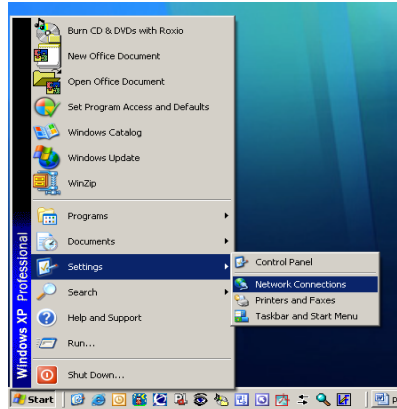 Burn CD & DVDs with Roxio
New Office Document
Open Office Document
Set Program Access and Defaults
Windows Catalog
Windows Update
WinZip
Programs
Documents
Settings
Search
Help and Support
Run...
Shut Down...
Windows XP Professional
Control Panel
Network Connections
Printers and Faxes
Taskbar and Start Menu
Start
p